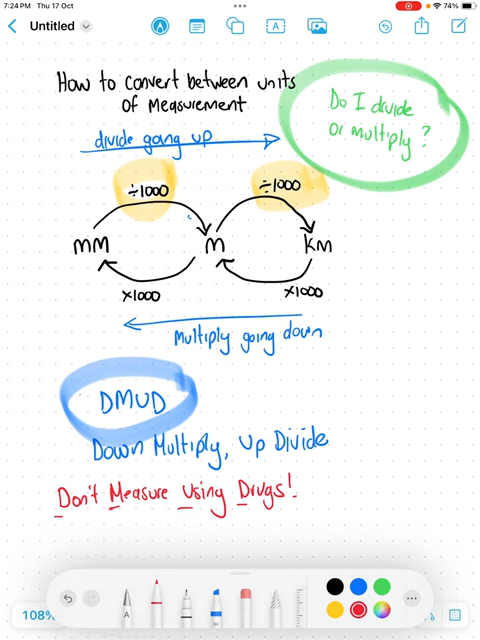 7:24 PM Thu 17 Oct
74%
Untitled
How to convert between units
of Measurement
Do I divide
or multiply?
divide going up
÷1000
÷1000
mm
m
km
×1000
×1000
Multiply going down
DMUD
Down Multiply, Up Divide
Don't Measure Using Drugs!
108%
A